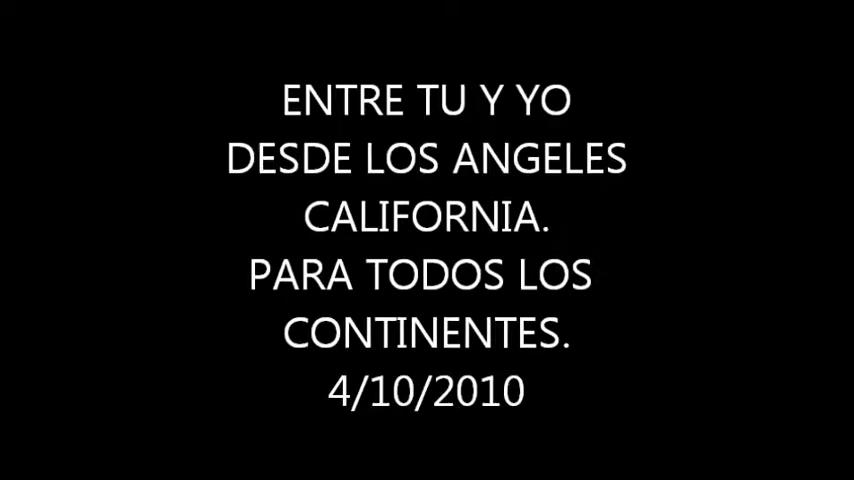 ENTRE TU Y YO
DESDE LOS ANGELES
CALIFORNIA.
PARA TODOS LOS
CONTINENTES.
4/10/2010